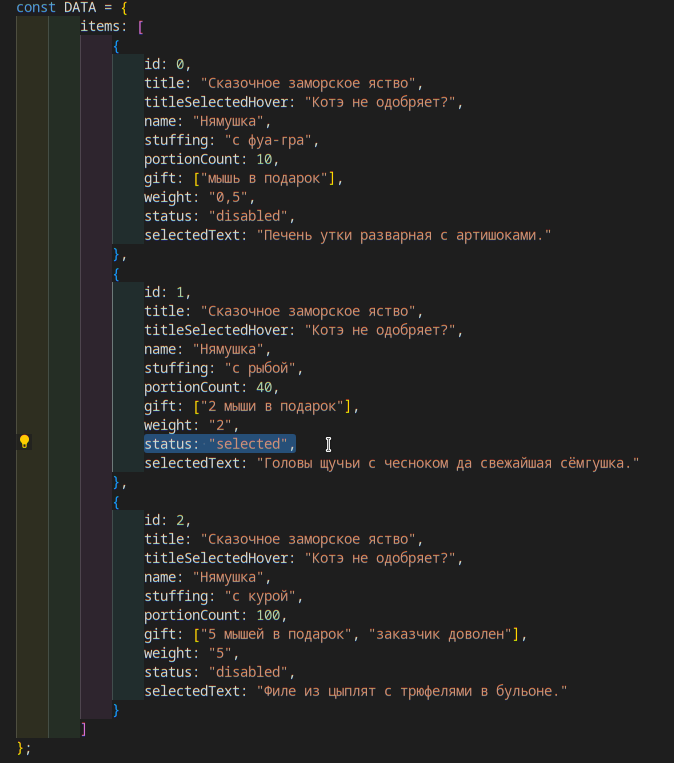 const DATA = {
items: [
{
id: 0,
title: "Сказочное заморское яство",
titleSelectedHover: "Котэ не одобряет?",
name: "Нямушка",
stuffing: "с фуа-гра",
portionCount: 10,
gift: ["мышь в подарок"],
weight: "0,5",
status: "disabled",
selectedText: "Печень утки разварная с артишоками."
},
{
id: 1,
title: "Сказочное заморское яство",
titleSelectedHover: "Котэ не одобряет?",
name: "Нямушка",
stuffing: "с рыбой",
portionCount: 40,
gift: ["2 мыши в подарок"],
weight: "2",
status: "selected",
selectedText: "Головы щучьи с чесноком да свежайшая сёмгушка."
},
{
id: 2,
title: "Сказочное заморское яство",
titleSelectedHover: "Котэ не одобряет?",
name: "Нямушка",
stuffing: "с курой",
portionCount: 100,
gift: ["5 мышей в подарок", "заказчик доволен"],
weight: "5",
status: "disabled",
selectedText: "Филе из цыплят с трюфелями в бульоне."
}
]
};